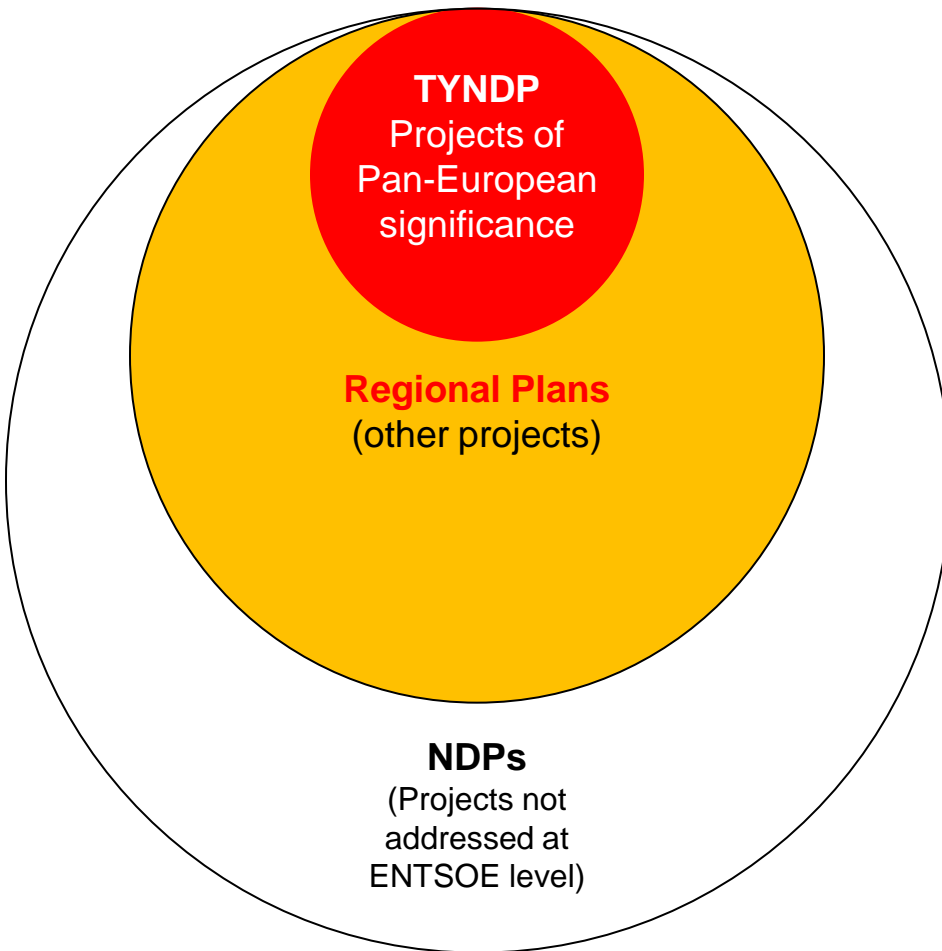 TYNDP
Projects of
Pan-European
significance
Regional Plans
(other projects)
NDPs
(Projects not
addressed at
ENTSOE level)